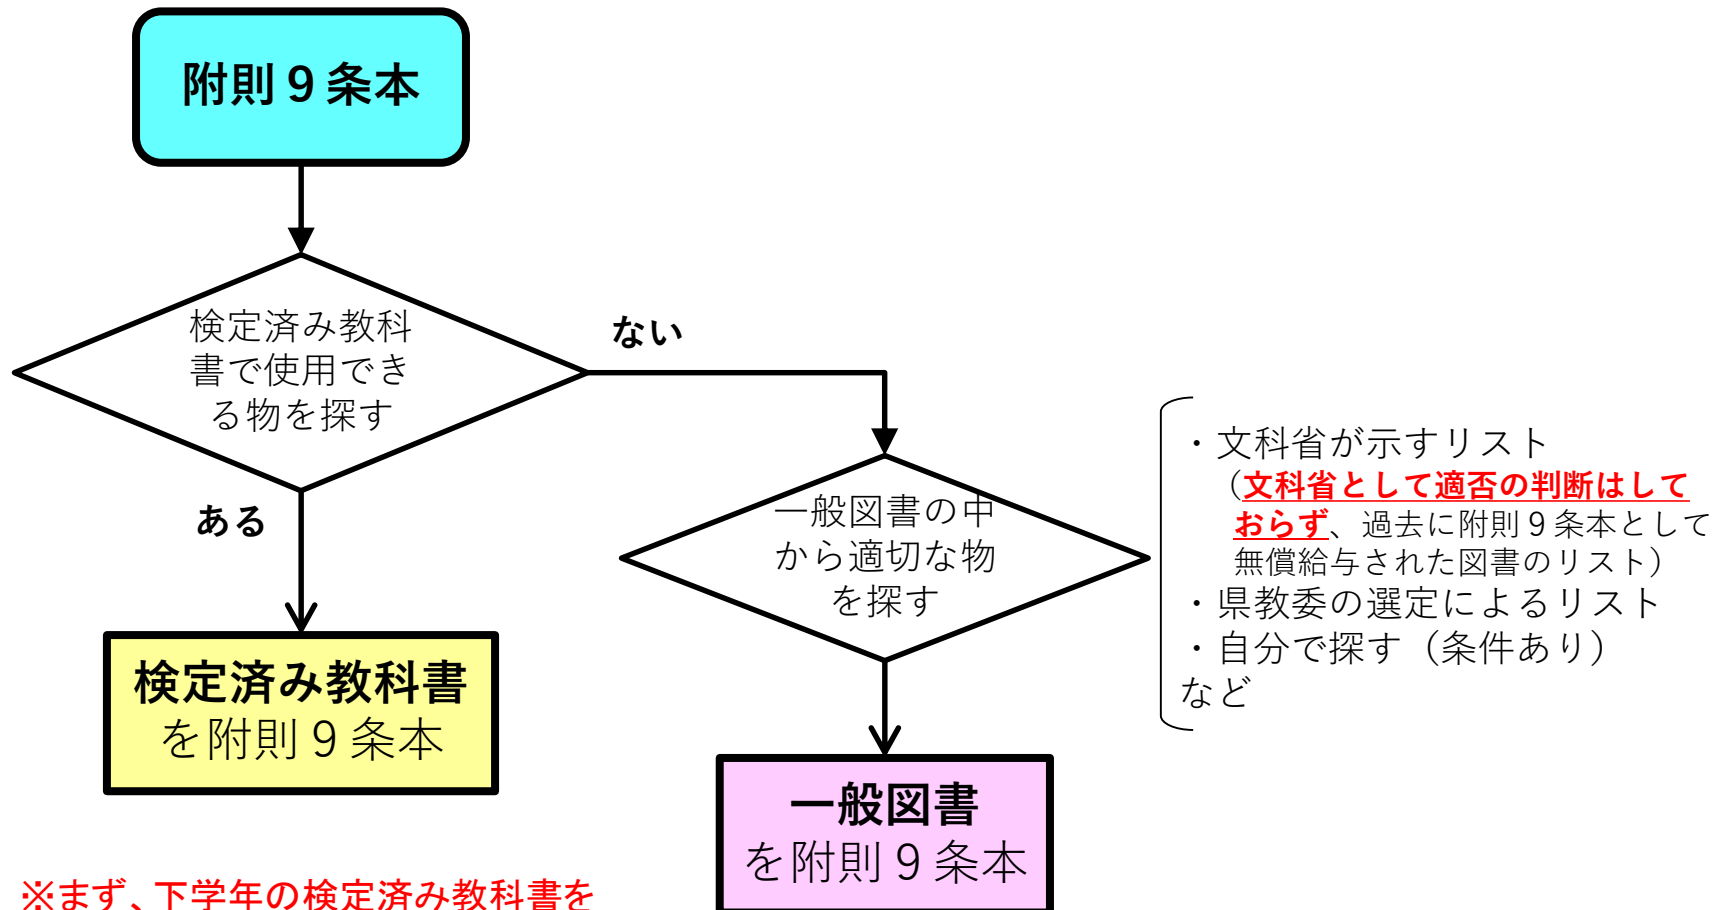 附則９条本
検定済み教科
書で使用でき
る物を探す
ない
ある
検定済み教科書
を附則９条本
一般図書の中
から適切な物
を探す
・文科省が示すリスト
（文科省として適否の判断はして
おらず、過去に附則９条本として
無償給与された図書のリスト）
・県教委の選定によるリスト
・自分で探す（条件あり）
など
一般図書
を附則９条本
※まず、下学年の検定済み教科書を